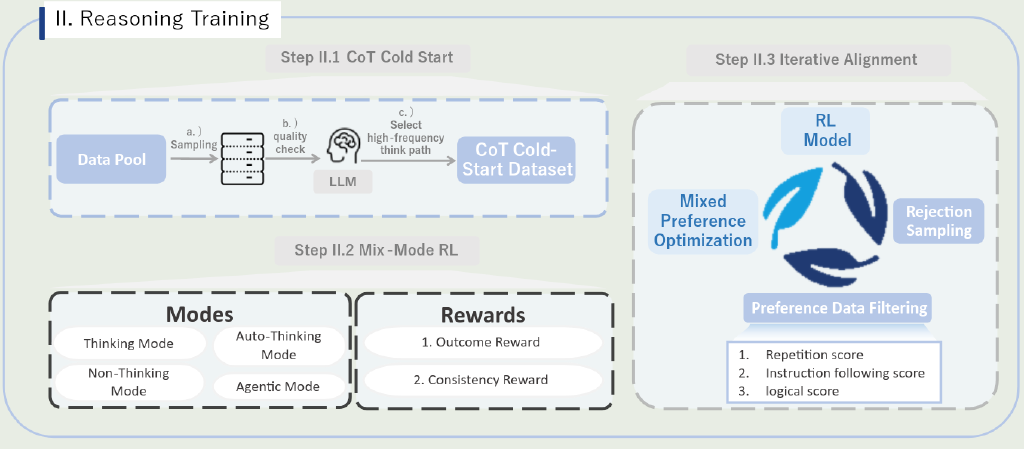 II. Reasoning Training
Step II.1 CoT Cold Start
Data Pool
a.)
Sampling
b.)
quality
check
LLM
c.)
Select
high-frequency
think path
CoT Cold-
Start Dataset
Step II.2 Mix-Mode RL
Modes
Thinking Mode
Auto-Thinking
Mode
Non-Thinking
Mode
Agentic Mode
Rewards
1. Outcome Reward
2. Consistency Reward
Step II.3 Iterative Alignment
RL
Model
Mixed
Preference
Optimization
Rejection
Sampling
Preference Data Filtering
1. Repetition score
2. Instruction following score
3. logical score